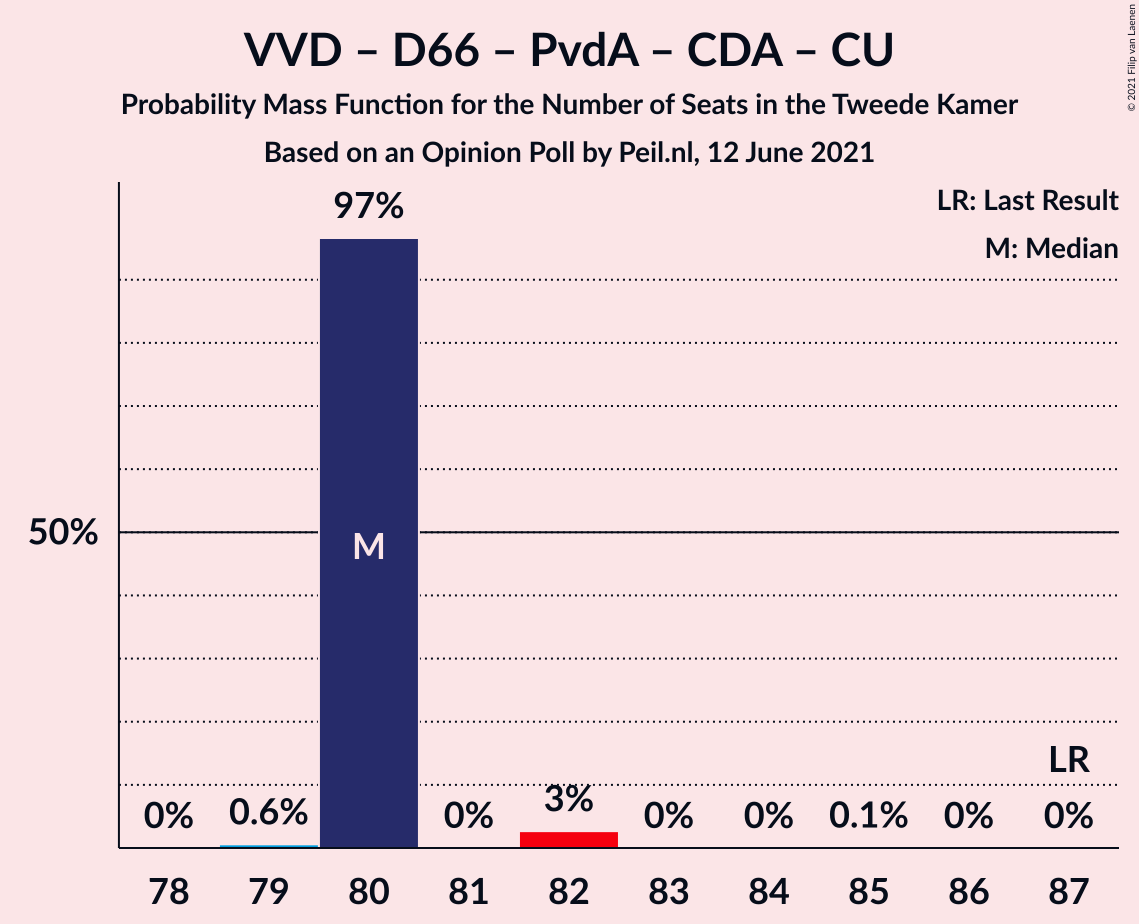 VVD – D66 – PvdA – CDA – CU
Probability Mass Function for the Number of Seats in the Tweede Kamer
Based on an Opinion Poll by Peil.nl, 12 June 2021
© 2021 Filip van Laenen
LR: Last Result
M: Median
97%
50%
M
LR
0%
0.6%
0%
3%
0%
0%
0.1%
0%
0%
78 79 80 81 82 83 84 85 86 87